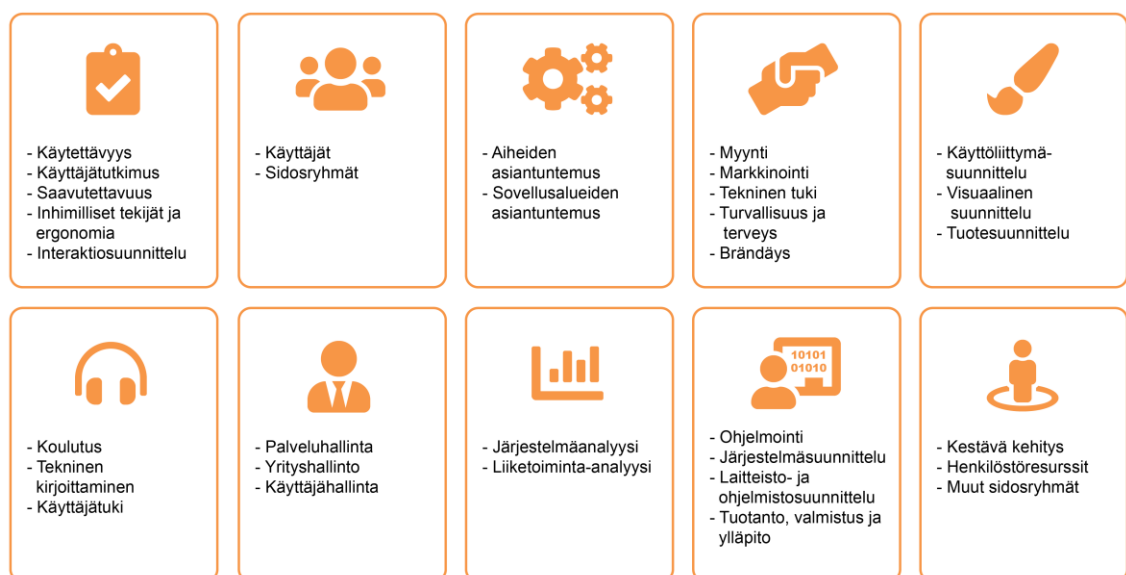 - Käytettävyys
- Käyttäjätutkimus
- Saavutettavuus
- Inhimilliset tekijät ja
ergonomia
- Interaktiosuunnittelu
- Käyttäjät
- Sidosryhmät
- Aiheiden
asiantuntemus
- Sovellusalueiden
asiantuntemus
- Myynti
- Markkinointi
- Tekninen tuki
- Turvallisuus ja
terveys
- Brändäys
- Käyttöliittymä-
suunnittelu
- Visuaalinen
suunnittelu
- Tuotesuunnittelu
- Koulutus
- Tekninen
kirjoittaminen
- Käyttäjätuki
- Palveluhallinta
- Yrityshallinto
- Käyttäjähallinta
- Järjestelmäanalyysi
- Liiketoiminta-analyysi
10101
01010
- Ohjelmointi
- Järjestelmäsuunnittelu
- Laitteisto- ja
ohjelmistosuunnittelu
- Tuotanto, valmistus ja
ylläpito
- Kestävä kehitys
- Henkilöstöresurssit
- Muut sidosryhmät